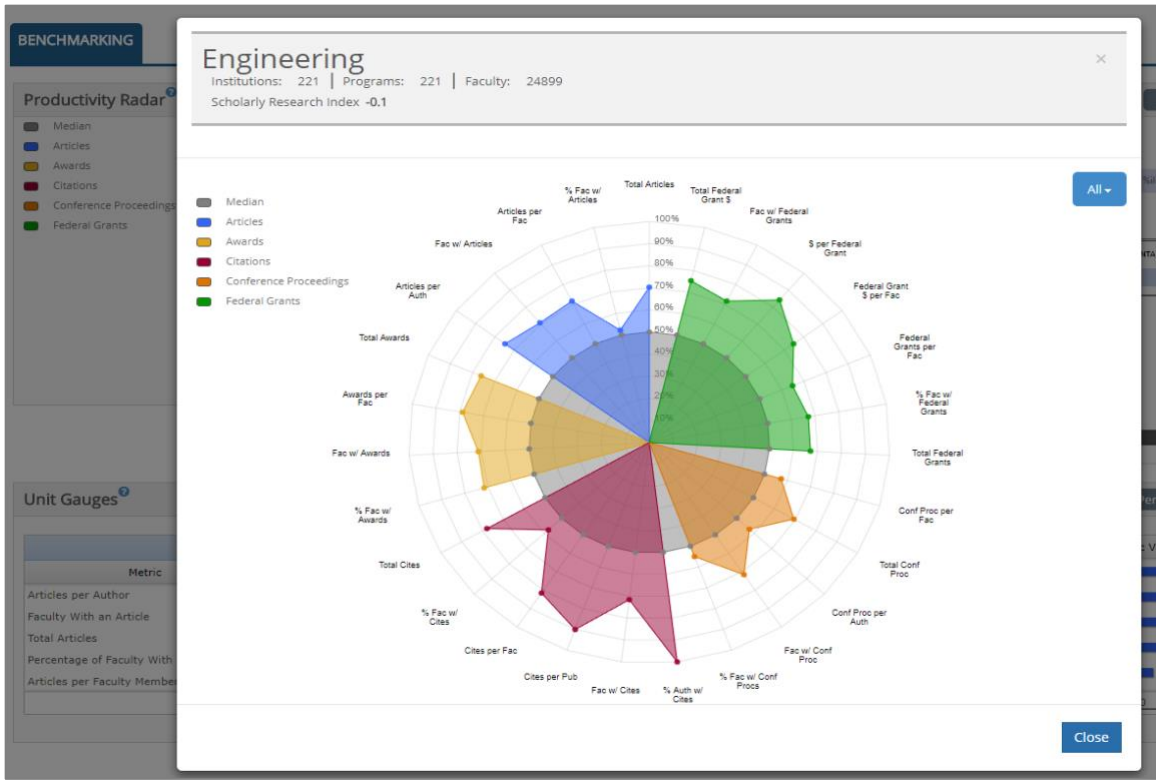 BENCHMARKING
Productivity Radar
Median
Articles
Awards
Citations
Conference Proceedings
Federal Grants
Unit Gauges
Metric
Articles per Author
Faculty With an Article
Total Articles
Percentage of Faculty With
Articles per Faculty Member
Engineering
×
Institutions: 221 | Programs: 221 | Faculty: 24899
Scholarly Research Index -0.1
All
Median
Articles
Awards
Citations
Conference Proceedings
Federal Grants
Total Articles
Total Federal
Grant $
Fac w/ Federal
Grants
$ per Federal
Grant
Federal Grant
$ per Fac
Federal
Grants per
Fac
% Fac w/
Federal
Grants
Total Federal
Grants
Conf Proc per
Fac
Total Conf
Proc
Conf Proc per
Auth
Fac w/ Conf
Proc
% Fac w/ Conf
Procs
% Auth w/
Cites
Fac w/ Cites
Cites per Pub
Cites per Fac
% Fac w/
Cites
Total Cites
% Fac w/
Awards
Fac w/ Awards
Awards per
Fac
Total Awards
Articles per
Auth
Fac w/ Articles
Articles per
Fac
% Fac w/
Articles
100%
90%
80%
70%
60%
50%
40%
30%
20%
10%
Close